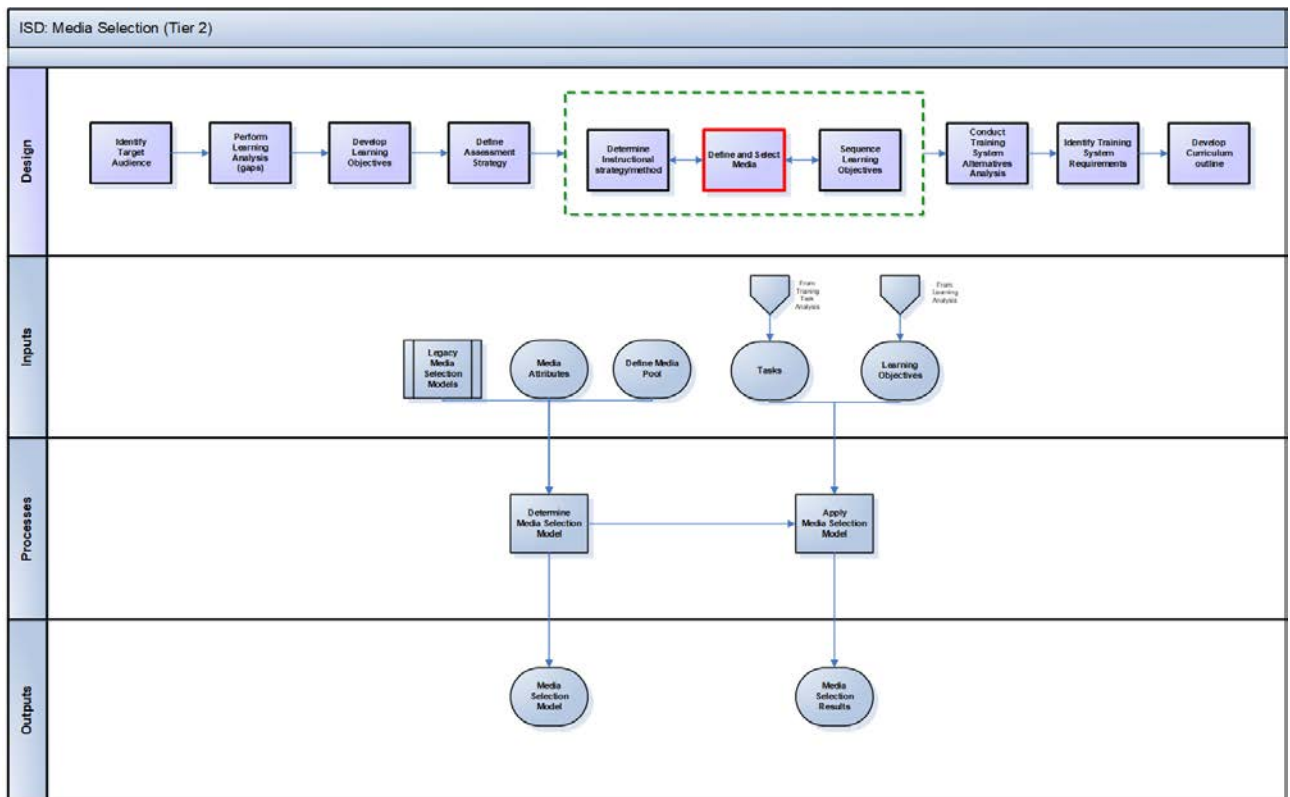 ISD: Media Selection (Tier 2)
Design
Identify
Target
Audience
Perform
Learning
Analysis
(gaps)
Develop
Learning
Objectives
Define
Assessment
Strategy
Determine
Instructional
strategy/method
Define and Select
Media
Sequence
Learning
Objectives
Conduct
Training
System
Alternatives
Analysis
Identify Training
System
Requirements
Develop
Curriculum
outline
Inputs
From:
Training
Task
Analysis
From:
Learning
Analysis
Legacy
Media
Selection
Models
Media
Attributes
Define Media
Pool
Tasks
Learning
Objectives
Processes
Determine
Media Selection
Model
Apply
Media Selection
Model
Outputs
Media
Selection
Model
Media
Selection
Results